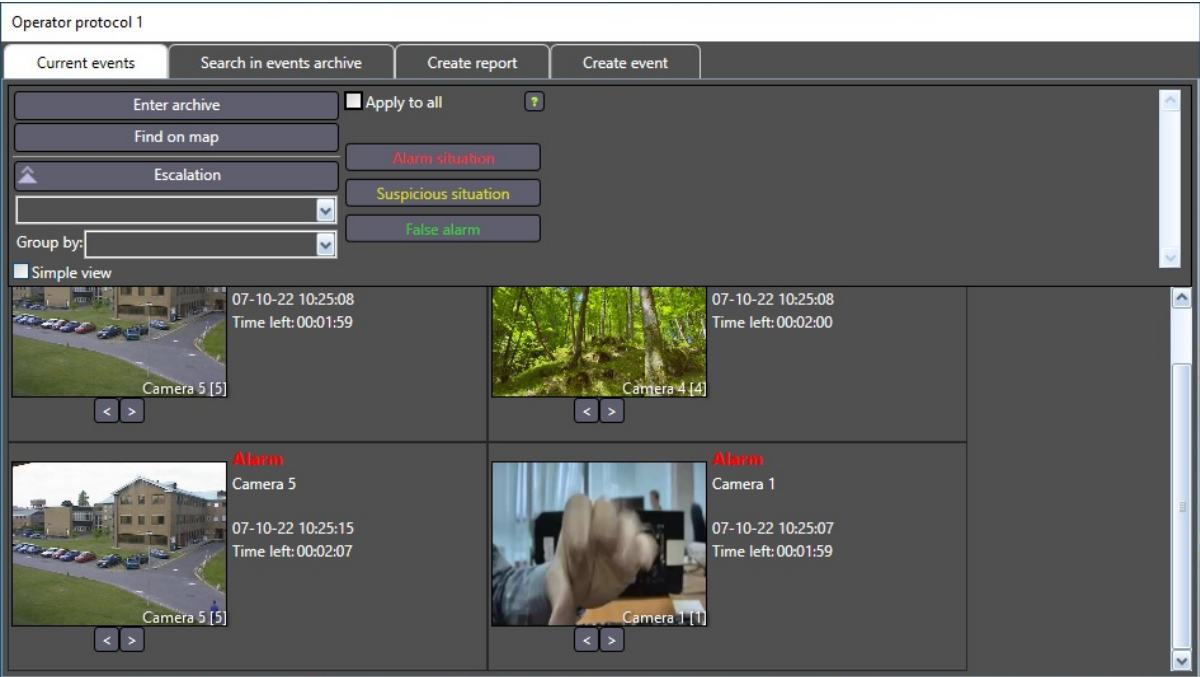 Operator protocol 1
Current events
Search in events archive
Create report
Create event
Enter archive
Apply to all
?
Find on map
Alarm situation
Escalation
Suspicious situation
False alarm
Group by:
Simple view
07-10-22 10:25:08
Time left: 00:01:59
Camera 5 [5]
< >
07-10-22 10:25:08
Time left: 00:02:00
Camera 4 [4]
< >
Alarm
Camera 5
07-10-22 10:25:15
Time left: 00:02:07
Camera 5 [5]
< >
Alarm
Camera 1
07-10-22 10:25:07
Time left: 00:01:59
Camera 1 [1]
< >